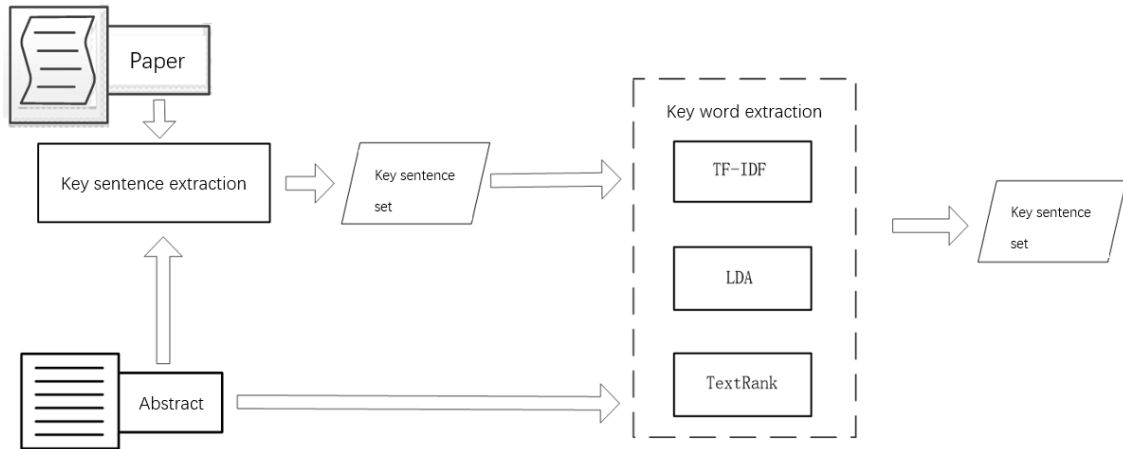 Paper
Key sentence extraction
Key sentence
set
Key word extraction
TF-IDF
LDA
TextRank
Key sentence
set
Abstract